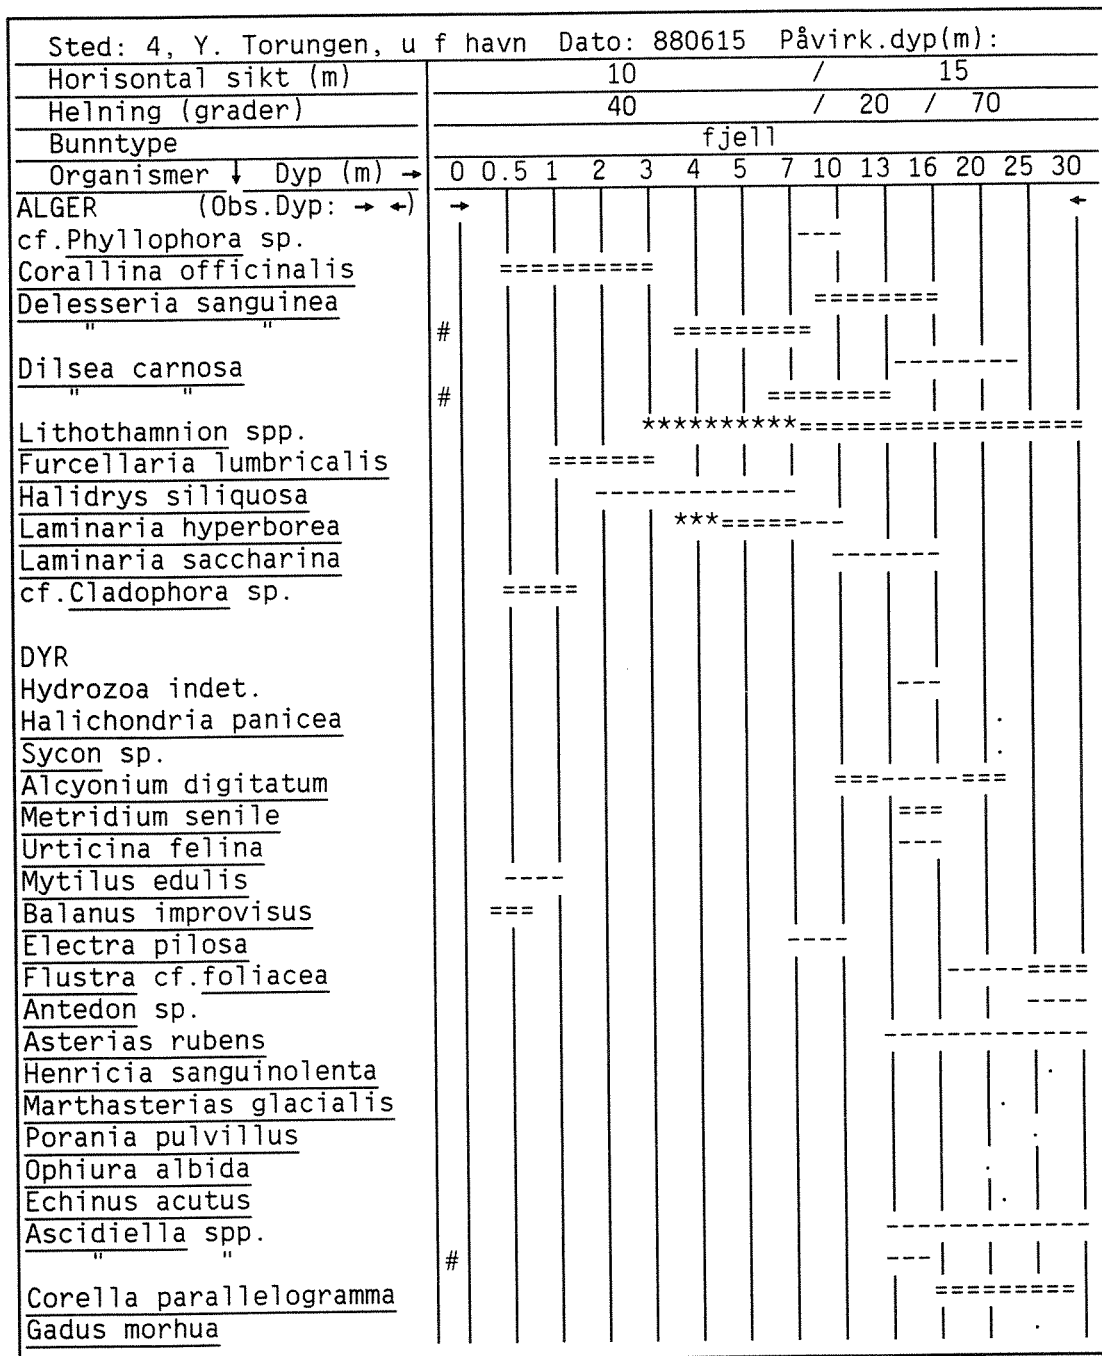 Sted: 4, Y. Torungen, u f havn Dato: 880615 Påvirk.dyp(m):
Horisontal sikt (m) 10 / 15
Helning (grader) 40 / 20 / 70
Bunntype fjell
Organismer ↓ Dyp (m) → 0 0.5 1 2 3 4 5 7 10 13 16 20 25 30
ALGER (Obs.Dyp: → ←) → ←
cf.Phyllophora sp. ---
Corallina officinalis ==========
Delesseria sanguinea ========
" " # =========
Dilsea carnosa --------
" " # ========
Lithothamnion spp. **********==================
Furcellaria lumbricalis =======
Halidrys siliquosa -------------
Laminaria hyperborea ***=====---
Laminaria saccharina -------
cf.Cladophora sp. =====
DYR
Hydrozoa indet. ---
Halichondria panicea .
Sycon sp. .
Alcyonium digitatum ===-----===
Metridium senile ===
Urticina felina ---
Mytilus edulis ----
Balanus improvisus ===
Electra pilosa ----
Flustra cf.foliacea -----====
Antedon sp. ----
Asterias rubens -------------
Henricia sanguinolenta .
Marthasterias glacialis .
Porania pulvillus .
Ophiura albida .
Echinus acutus .
Ascidiella spp. -------------
" " # ---
Corella parallelogramma =========
Gadus morhua .